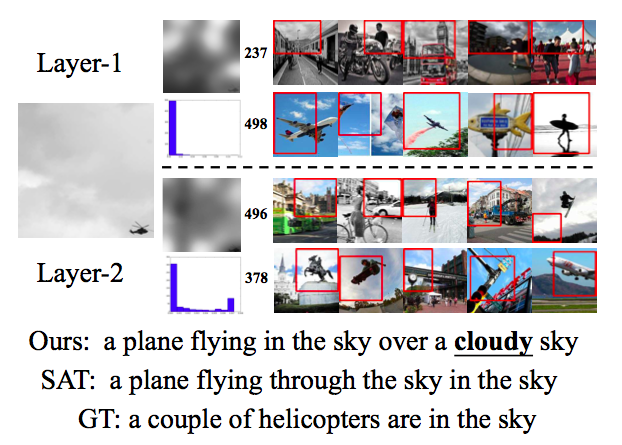 Layer-1
237
498
496
Layer-2
378
Ours: a plane flying in the sky over a cloudy sky
SAT: a plane flying through the sky in the sky
GT: a couple of helicopters are in the sky